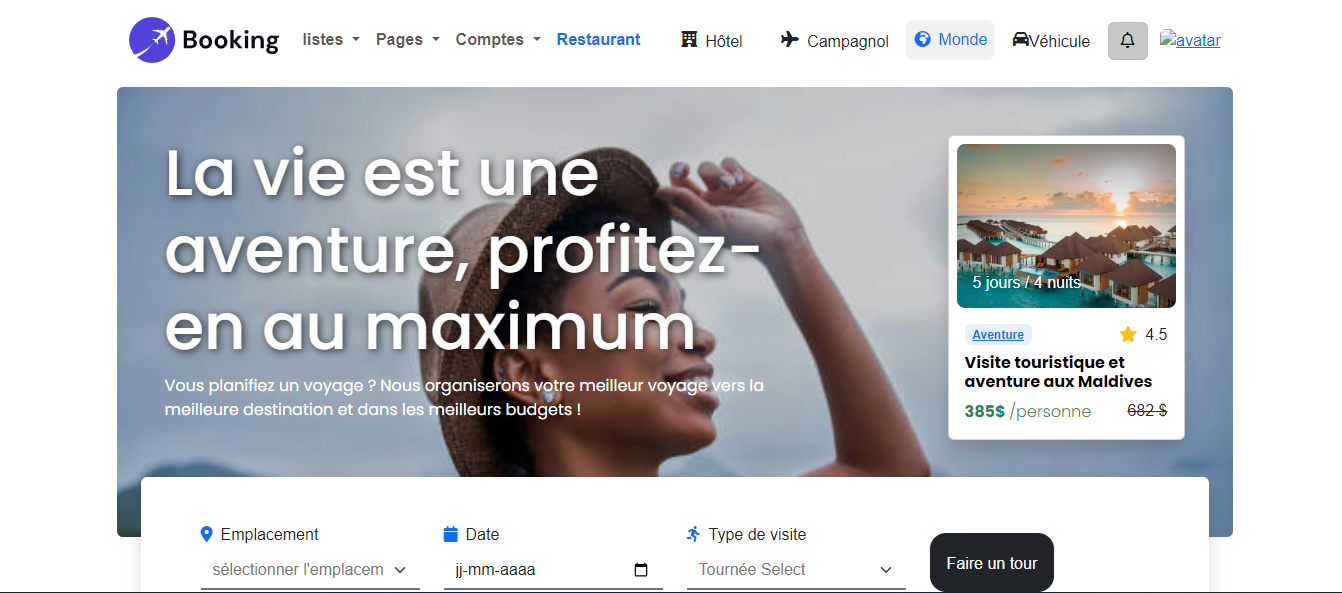 Booking listes Pages Comptes Restaurant Hôtel Campagnol Monde Véhicule avatar
La vie est une
aventure, profitez-
en au maximum
Vous planifiez un voyage ? Nous organiserons votre meilleur voyage vers la
meilleure destination et dans les meilleurs budgets !
5 jours / 4 nuits
Aventure 4.5
Visite touristique et
aventure aux Maldives
385$ /personne 682 $
Emplacement Date Type de visite
sélectionner l'emplacem jj-mm-aaaa Tournée Select Faire un tour